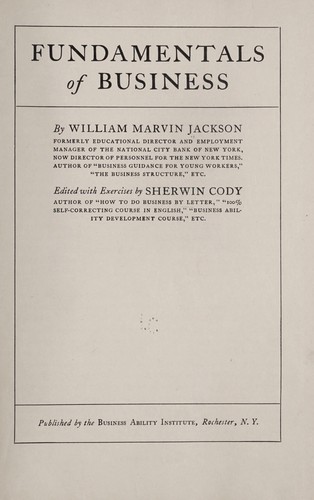 FUNDAMENTALS
of BUSINESS
By WILLIAM MARVIN JACKSON
FORMERLY EDUCATIONAL DIRECTOR AND EMPLOYMENT
MANAGER OF THE NATIONAL CITY BANK OF NEW YORK,
NOW DIRECTOR OF PERSONNEL FOR THE NEW YORK TIMES.
AUTHOR OF "BUSINESS GUIDANCE FOR YOUNG WORKERS,"
"THE BUSINESS STRUCTURE," ETC.
Edited with Exercises by SHERWIN CODY
AUTHOR OF "HOW TO DO BUSINESS BY LETTER," "100%
SELF-CORRECTING COURSE IN ENGLISH," "BUSINESS ABIL-
ITY DEVELOPMENT COURSE," ETC.
Published by the BUSINESS ABILITY INSTITUTE, Rochester, N. Y.